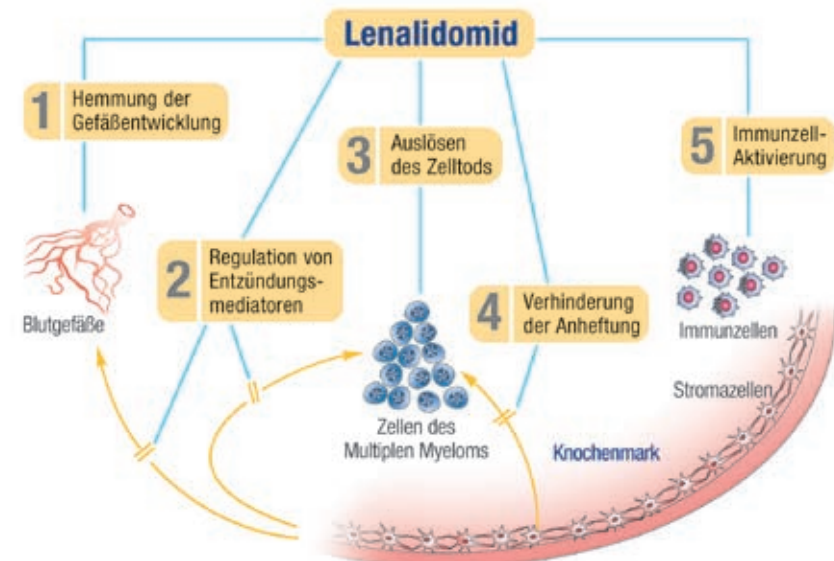 Lenalidomid
1
Hemmung der
Gefäßentwicklung
Blutgefäße
2
Regulation von
Entzündungs-
mediatoren
3
Auslösen
des Zelltods
Zellen des
Multiplen Myeloms
4
Verhinderung
der Anheftung
5
Immunzell-
Aktivierung
Immunzellen
Stromazellen
Knochenmark